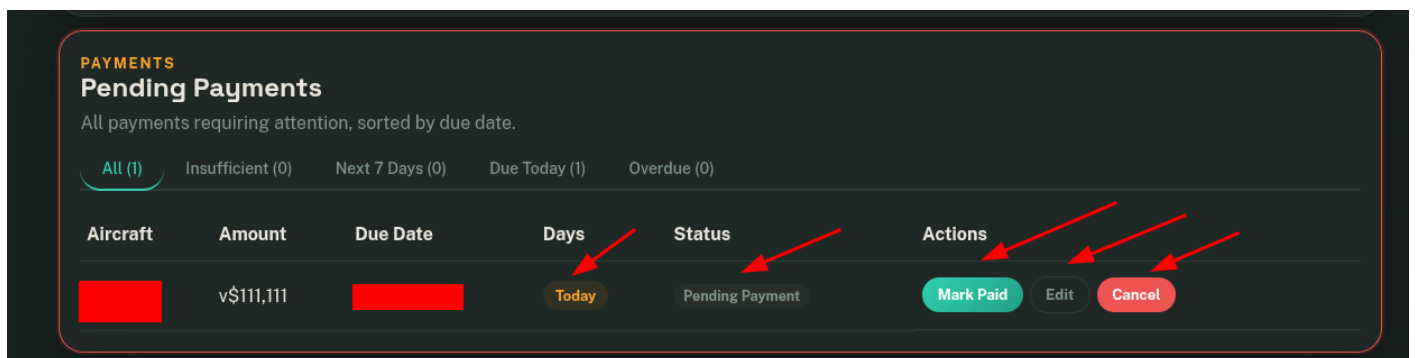 PAYMENTS
Pending Payments
All payments requiring attention, sorted by due date.
All (1) Insufficient (0) Next 7 Days (0) Due Today (1) Overdue (0)
Aircraft Amount Due Date Days Status Actions
v$111,111 Today Pending Payment Mark Paid Edit Cancel